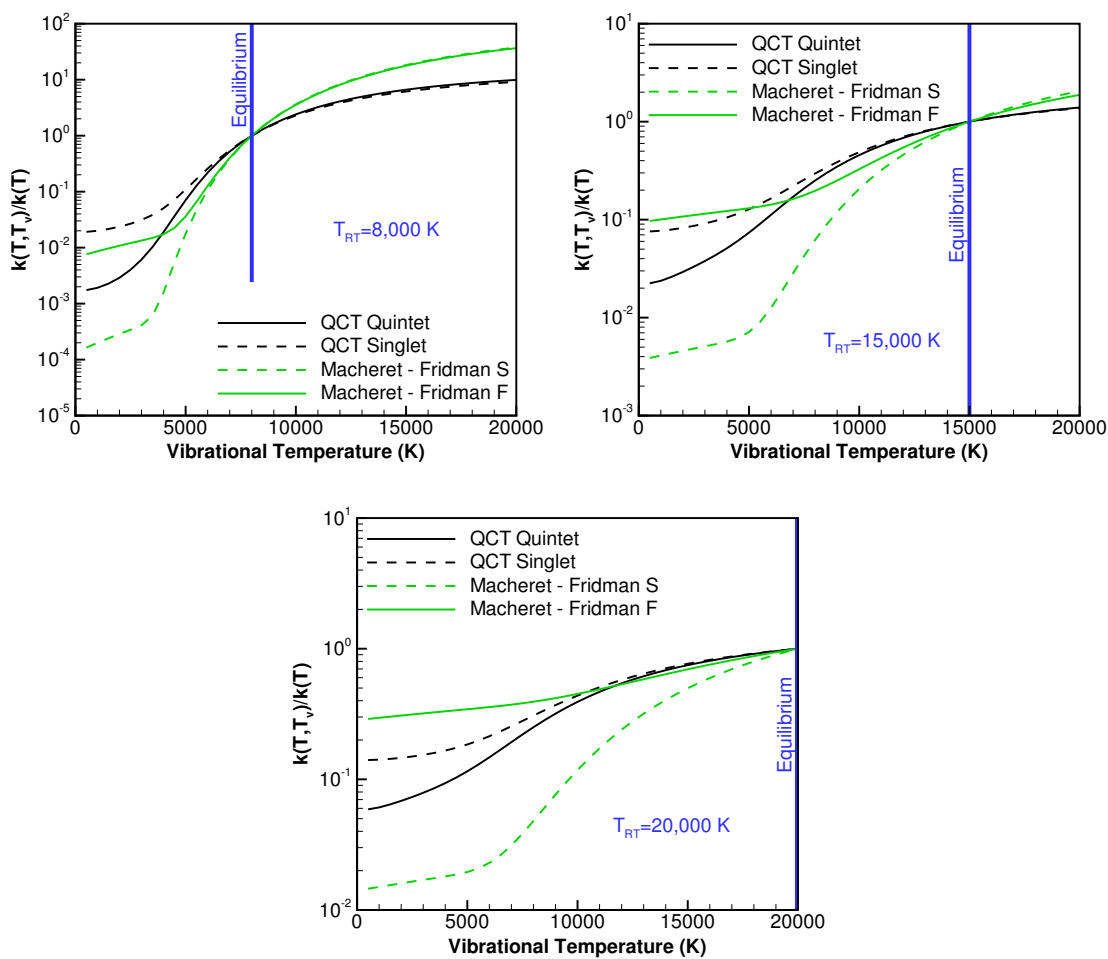 k(T,Tv)/k(T)
10^2
10^1
10^0
10^-1
10^-2
10^-3
10^-4
10^-5
Equilibrium
T_RT=8,000 K
QCT Quintet
QCT Singlet
Macheret - Fridman S
Macheret - Fridman F
0 5000 10000 15000 20000
Vibrational Temperature (K)
k(T,Tv)/k(T)
10^1
10^0
10^-1
10^-2
10^-3
QCT Quintet
QCT Singlet
Macheret - Fridman S
Macheret - Fridman F
Equilibrium
T_RT=15,000 K
0 5000 10000 15000 20000
Vibrational Temperature (K)
k(T,Tv)/k(T)
10^1
10^0
10^-1
10^-2
QCT Quintet
QCT Singlet
Macheret - Fridman S
Macheret - Fridman F
Equilibrium
T_RT=20,000 K
0 5000 10000 15000 20000
Vibrational Temperature (K)